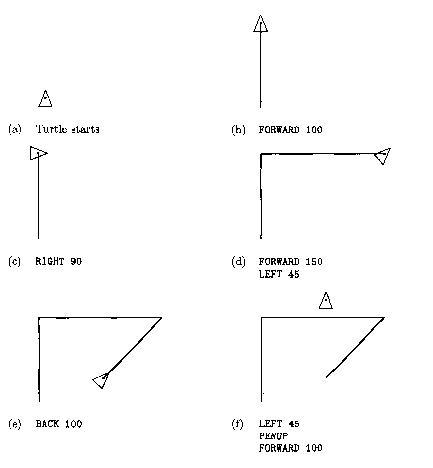 (a) Turtle starts
(b) FORWARD 100
(c) RIGHT 90
(d) FORWARD 150
LEFT 45
(e) BACK 100
(f) LEFT 45
PENUP
FORWARD 100